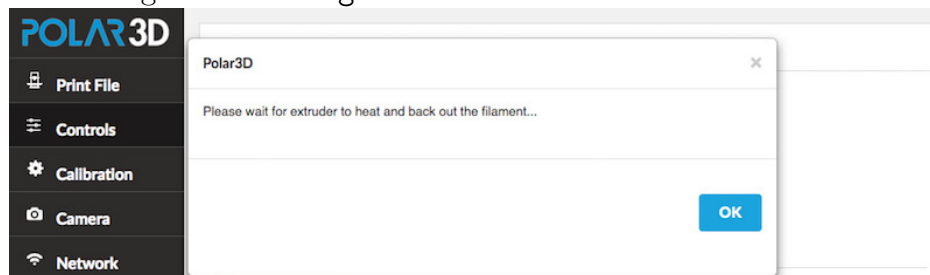 POLAR3D
Polar3D
×
Print File
Please wait for extruder to heat and back out the filament...
Controls
Calibration
OK
Camera
Network